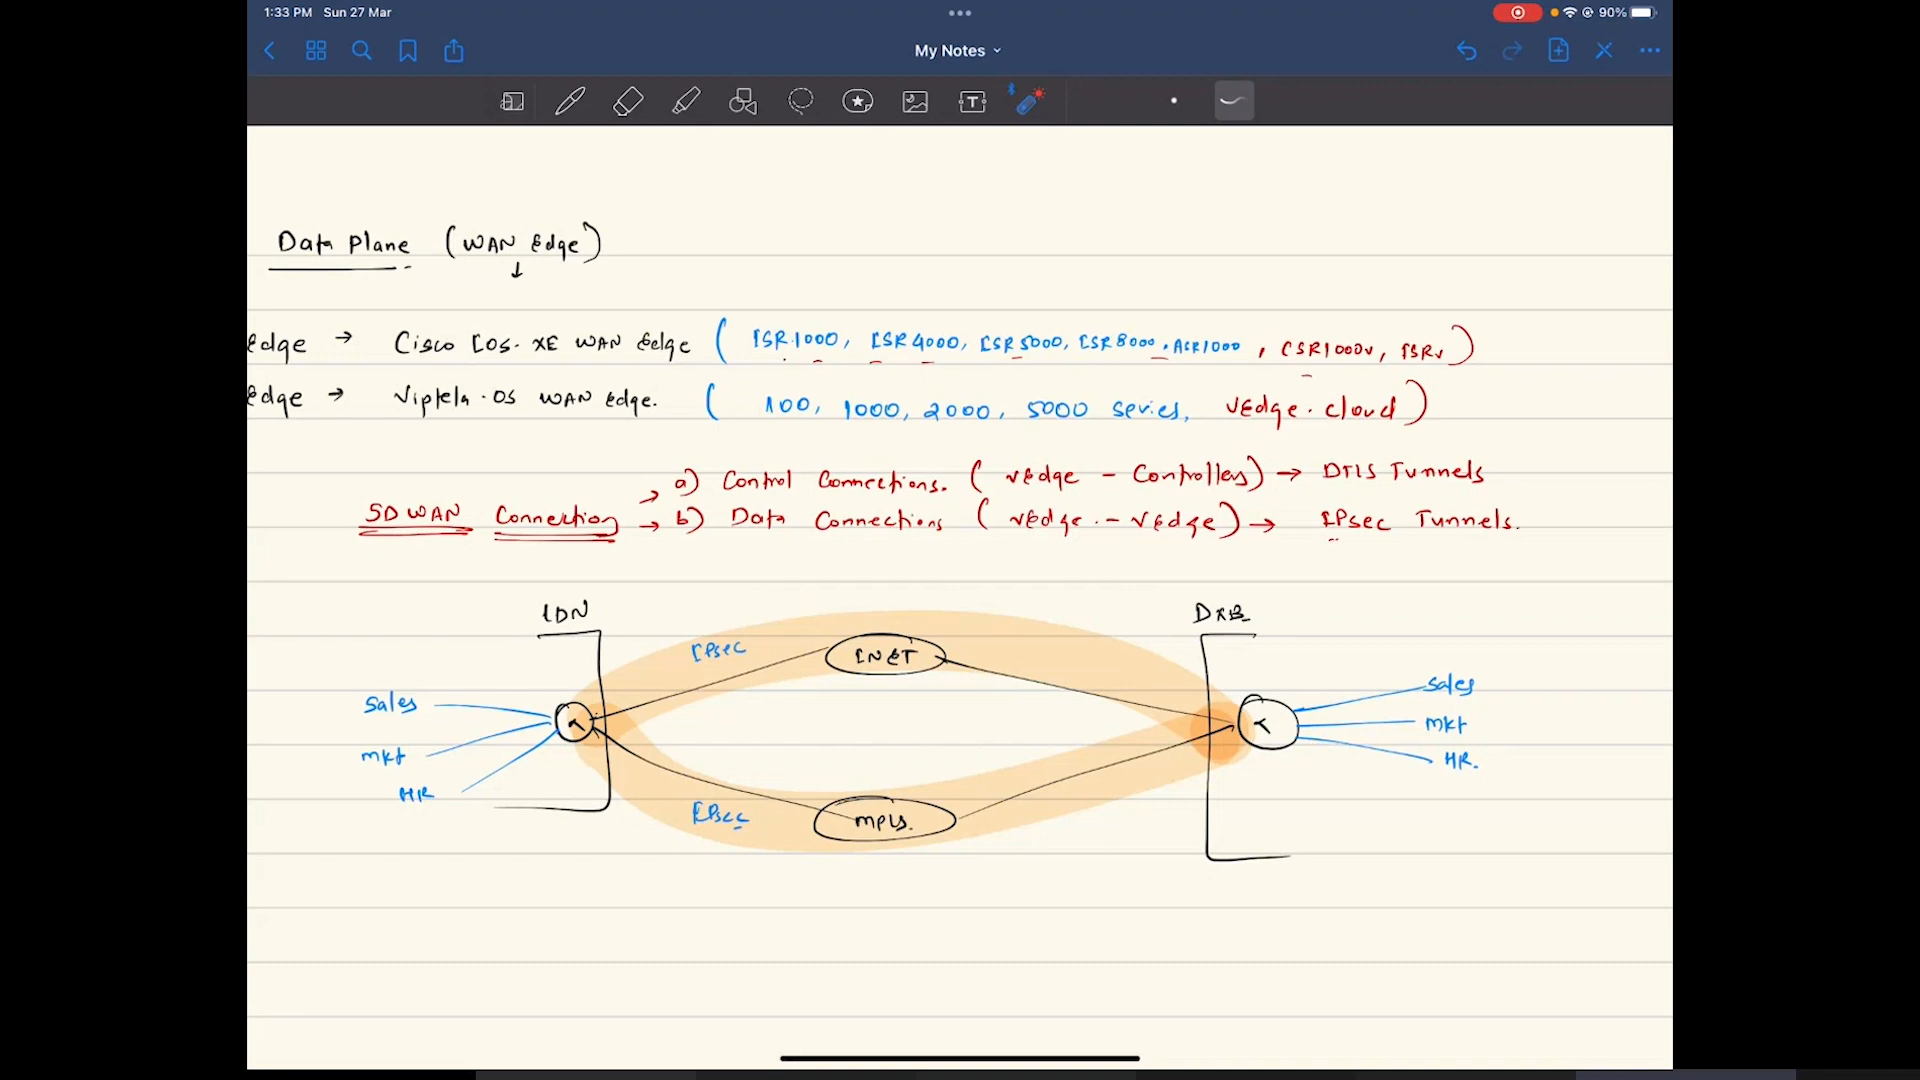 1:33 PM Sun 27 Mar
90%
My Notes
Data Plane (WAN Edge)
Edge → Cisco IOS-XE WAN Edge ( ISR1000, ISR4000, ISR5000, ISR8000, ASR1000, CSR1000v, ISRv )
Edge → Viptela-OS WAN edge. ( 100, 1000, 2000, 5000 series, vEdge-cloud )
a) Control Connections. ( vEdge - Controllers ) → DTLS Tunnels
SDWAN Connection → b) Data Connections ( vEdge - vEdge ) → IPsec Tunnels.
LDN DXB
IPsec INET
Sales Sales
mkt mkt
HR HR.
IPsec MPLS.